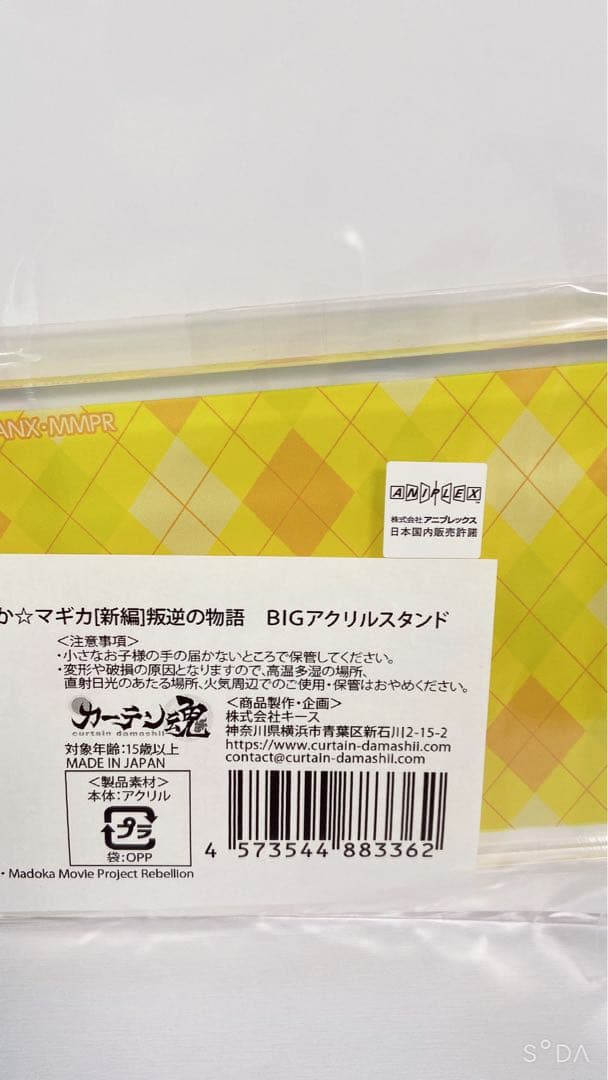 ANX・MMPR
ANIPLEX™
株式会社 アニプレックス
日本国内販売許諾
か☆マギカ[新編]叛逆の物語 BIGアクリルスタンド
＜注意事項＞
・小さなお子様の手の届かないところで保管してください。
・変形や破損の原因となりますので、高温多湿の場所、
直射日光のあたる場所、火気周辺でのご使用・保管はおやめください。
カーテン魂
curtain damashii
対象年齢：15歳以上
MADE IN JAPAN
＜製品素材＞
本体：アクリル
プラ
袋：OPP
＜商品製作・企画＞
株式会社キース
神奈川県横浜市青葉区新石川2-15-2
https://www.curtain-damashii.com
contact@curtain-damashii.com
4 573544 883362
・Madoka Movie Project Rebellion
SODA